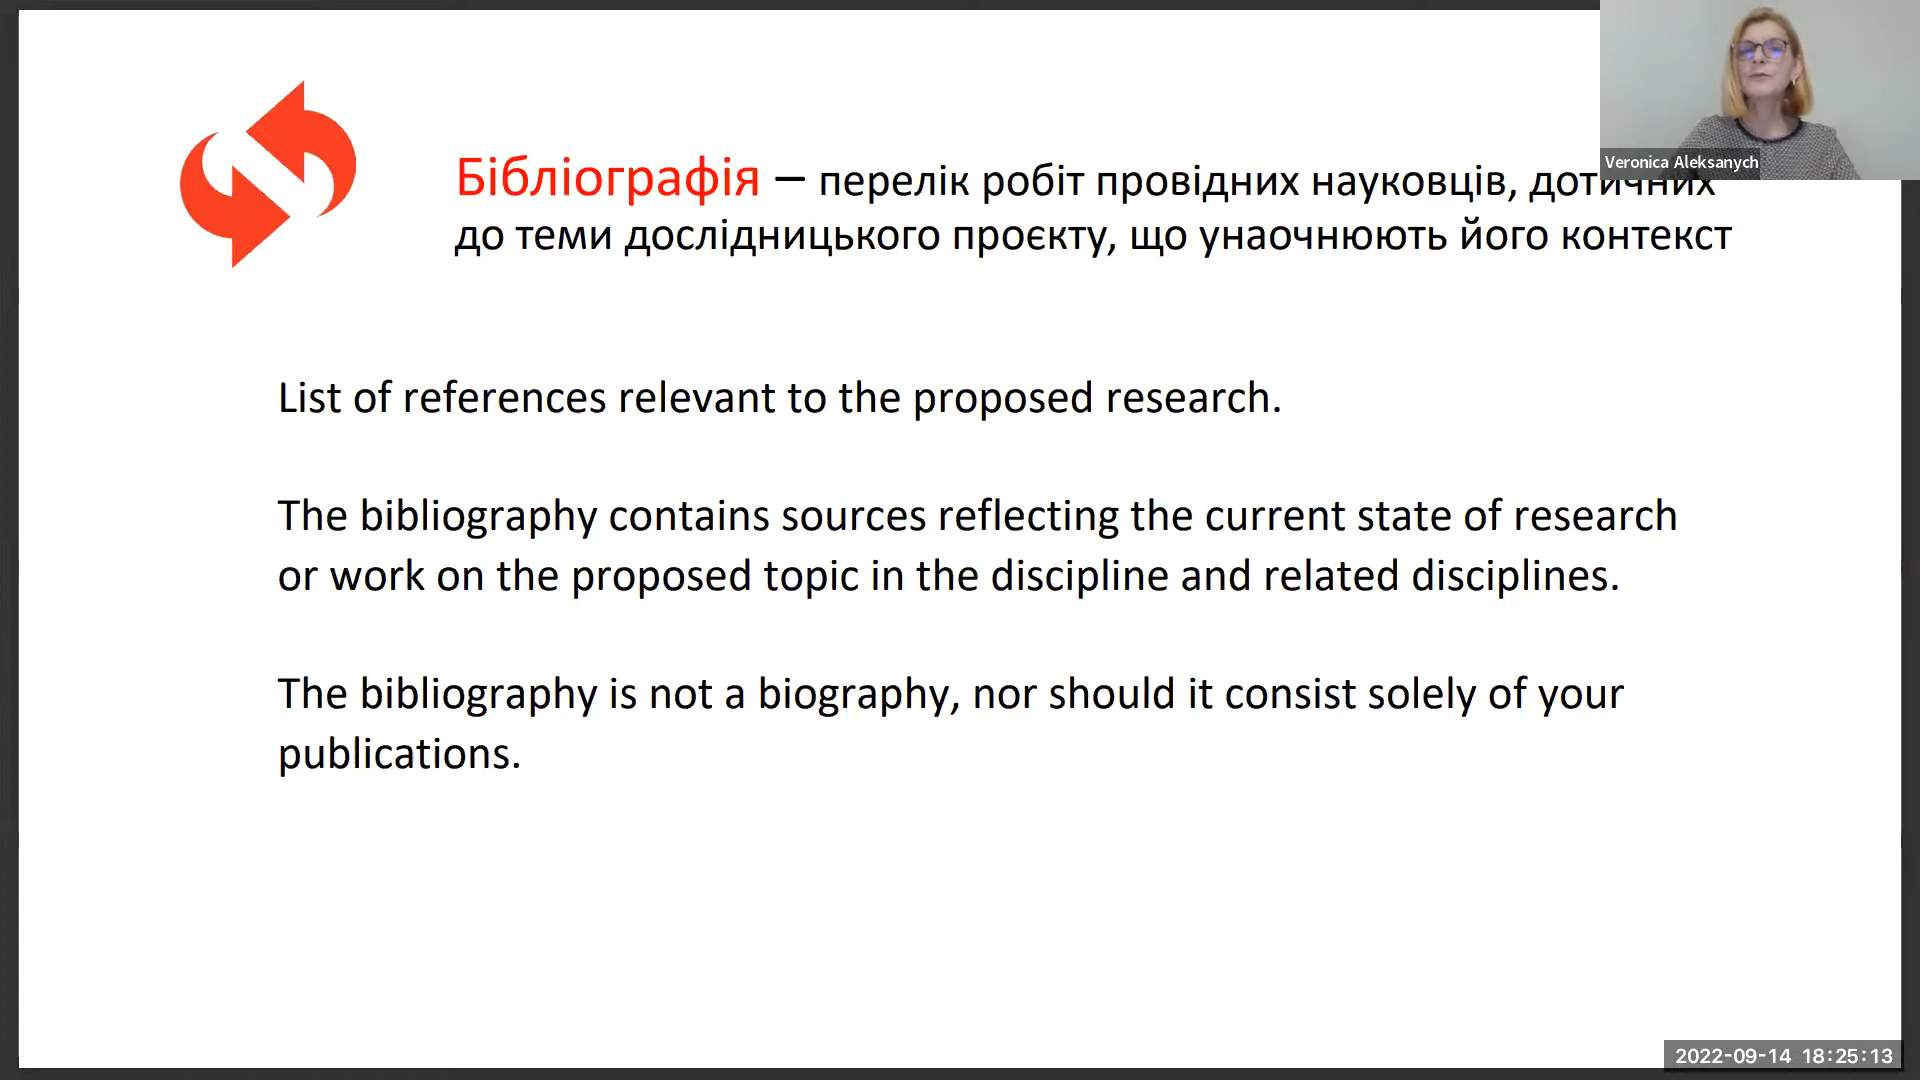 Veronica Aleksanych
Бібліографія – перелік робіт провідних науковців, дотичних
до теми дослідницького проєкту, що унаочнюють його контекст
List of references relevant to the proposed research.
The bibliography contains sources reflecting the current state of research
or work on the proposed topic in the discipline and related disciplines.
The bibliography is not a biography, nor should it consist solely of your
publications.
2022-09-14 18:25:13